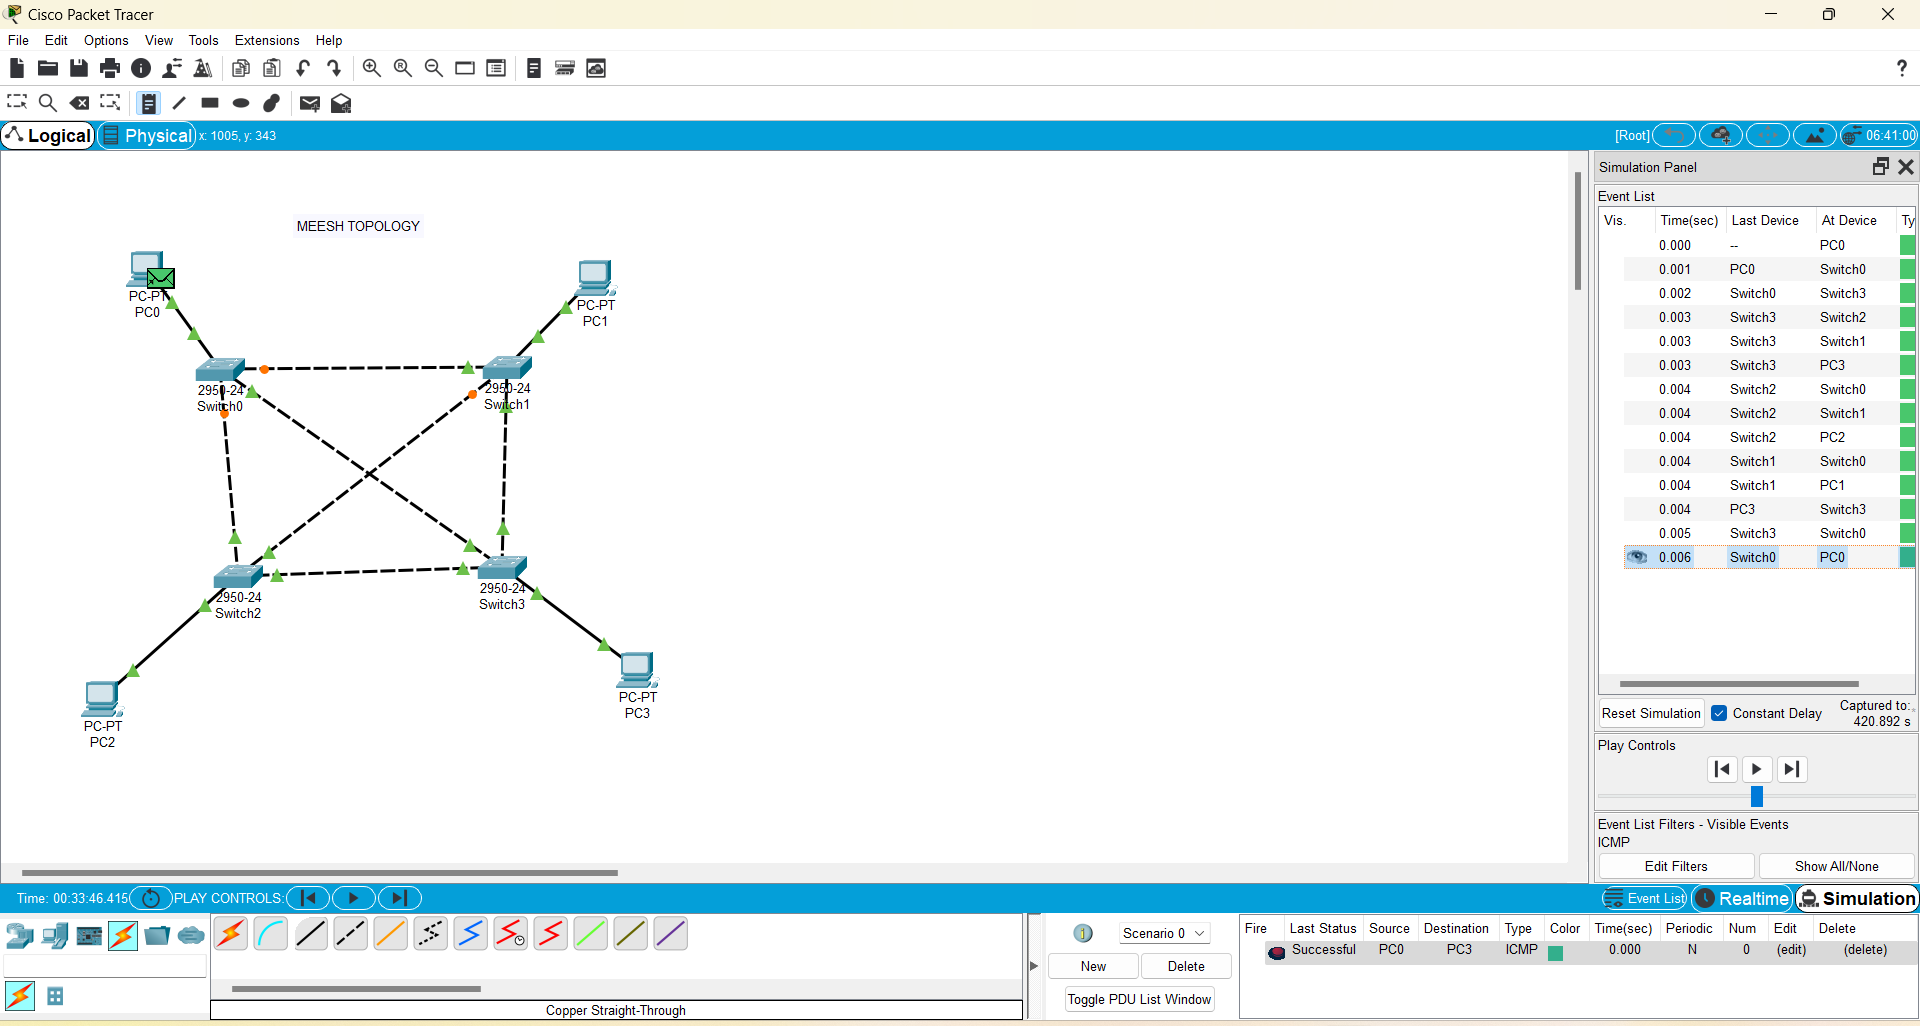 Cisco Packet Tracer
File Edit Options View Tools Extensions Help
Logical Physical x: 1005, y: 343 [Root] 06:41:00
MEESH TOPOLOGY
PC-PT
PC0
PC-PT
PC1
2950-24
Switch0
2950-24
Switch1
2950-24
Switch2
2950-24
Switch3
PC-PT
PC2
PC-PT
PC3
Simulation Panel
Event List
Vis. Time(sec) Last Device At Device Ty
0.000 -- PC0
0.001 PC0 Switch0
0.002 Switch0 Switch3
0.003 Switch3 Switch2
0.003 Switch3 Switch1
0.003 Switch3 PC3
0.004 Switch2 Switch0
0.004 Switch2 Switch1
0.004 Switch2 PC2
0.004 Switch1 Switch0
0.004 Switch1 PC1
0.004 PC3 Switch3
0.005 Switch3 Switch0
0.006 Switch0 PC0
Reset Simulation Constant Delay Captured to:
420.892 s
Play Controls
Event List Filters - Visible Events
ICMP
Edit Filters Show All/None
Time: 00:33:46.415 PLAY CONTROLS: Event List Realtime Simulation
Scenario 0
New Delete
Toggle PDU List Window
Fire Last Status Source Destination Type Color Time(sec) Periodic Num Edit Delete
Successful PC0 PC3 ICMP 0.000 N 0 (edit) (delete)
Copper Straight-Through